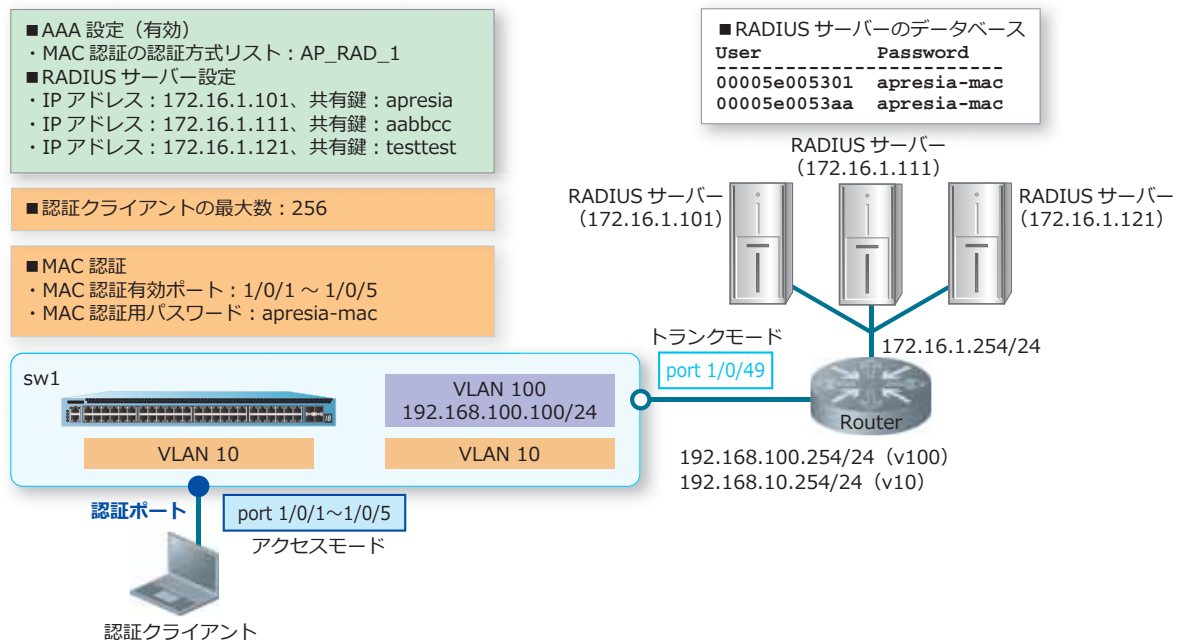 ■AAA 設定（有効）
・MAC 認証の認証方式リスト：AP_RAD_1
■RADIUS サーバー設定
・IP アドレス：172.16.1.101、共有鍵：apresia
・IP アドレス：172.16.1.111、共有鍵：aabbcc
・IP アドレス：172.16.1.121、共有鍵：testtest
■認証クライアントの最大数：256
■MAC 認証
・MAC 認証有効ポート：1/0/1 ～ 1/0/5
・MAC 認証用パスワード：apresia-mac
■RADIUS サーバーのデータベース
User Password
-------------------------
00005e005301 apresia-mac
00005e0053aa apresia-mac
RADIUS サーバー
（172.16.1.111）
RADIUS サーバー
（172.16.1.101）
RADIUS サーバー
（172.16.1.121）
トランクモード
port 1/0/49
172.16.1.254/24
Router
192.168.100.254/24（v100）
192.168.10.254/24（v10）
sw1
VLAN 100
192.168.100.100/24
VLAN 10
VLAN 10
認証ポート
port 1/0/1～1/0/5
アクセスモード
認証クライアント